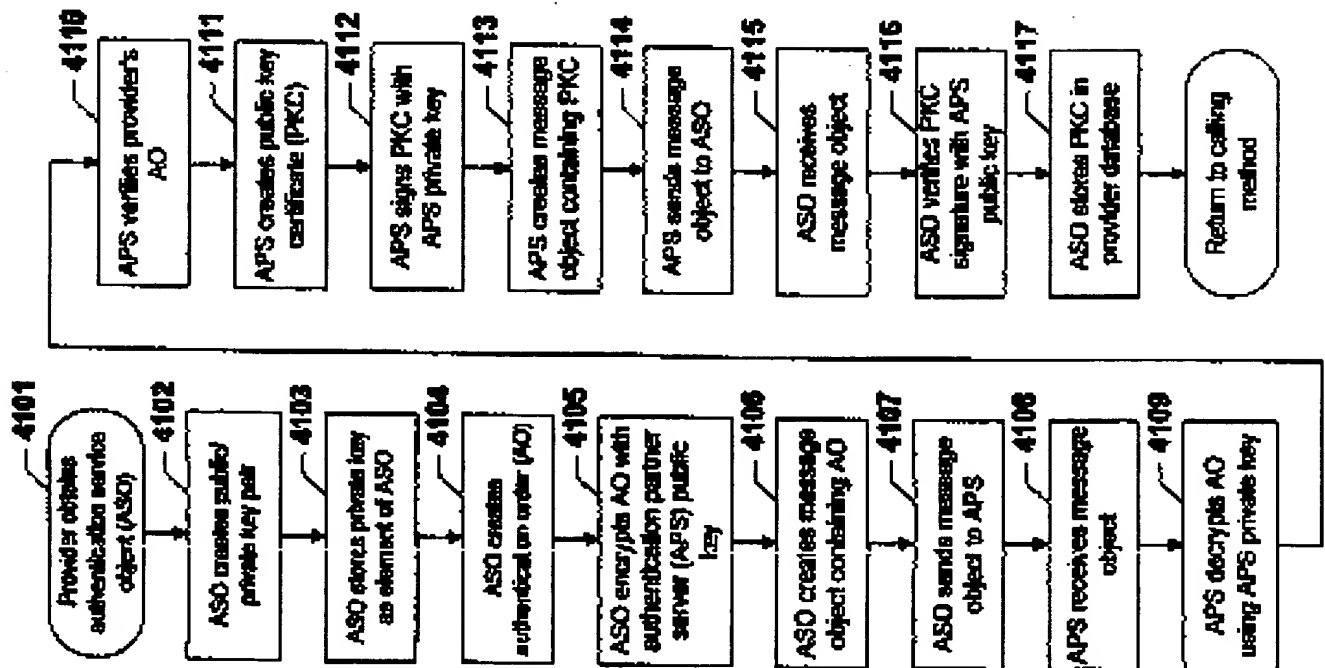 4101
Provider obtains
authentication service
object (ASO)
4102
ASO creates public/
private key pair
4103
ASO stores private key
as element of ASO
4104
ASO creates
authentication order (AO)
4105
ASO encrypts AO with
authentication partner
server (APS) public
key
4106
ASO creates message
object containing AO
4107
ASO sends message
object to APS
4108
APS receives message
object
4109
APS decrypts AO
using APS private key
4110
APS verifies provider's
AO
4111
APS creates public key
certificate (PKC)
4112
APS signs PKC with
APS private key
4113
APS creates message
object containing PKC
4114
APS sends message
object to ASO
4115
ASO receives
message object
4116
ASO verifies PKC
signature with APS
public key
4117
ASO stores PKC in
provider database
Return to calling
method